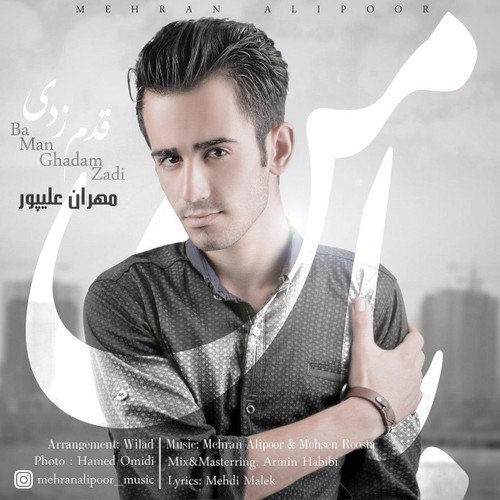 MEHRAN ALIPOOR
با من
قدم زدی
Ba
Man
Ghadam
Zadi
مهران علیپور
Arrangement: Wilad
Music: Mehran Alipoor & Mohsen Roosta
Photo : Hamed Omidi
Mix&Masterring: Armin Habibi
mehranalipoor_music
Lyrics: Mehdi Malek